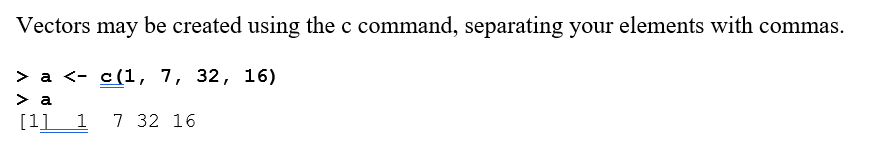 Vectors may be created using the c command, separating your elements with commas.
> a <- c(1, 7, 32, 16)
> a
[1]  1  7 32 16